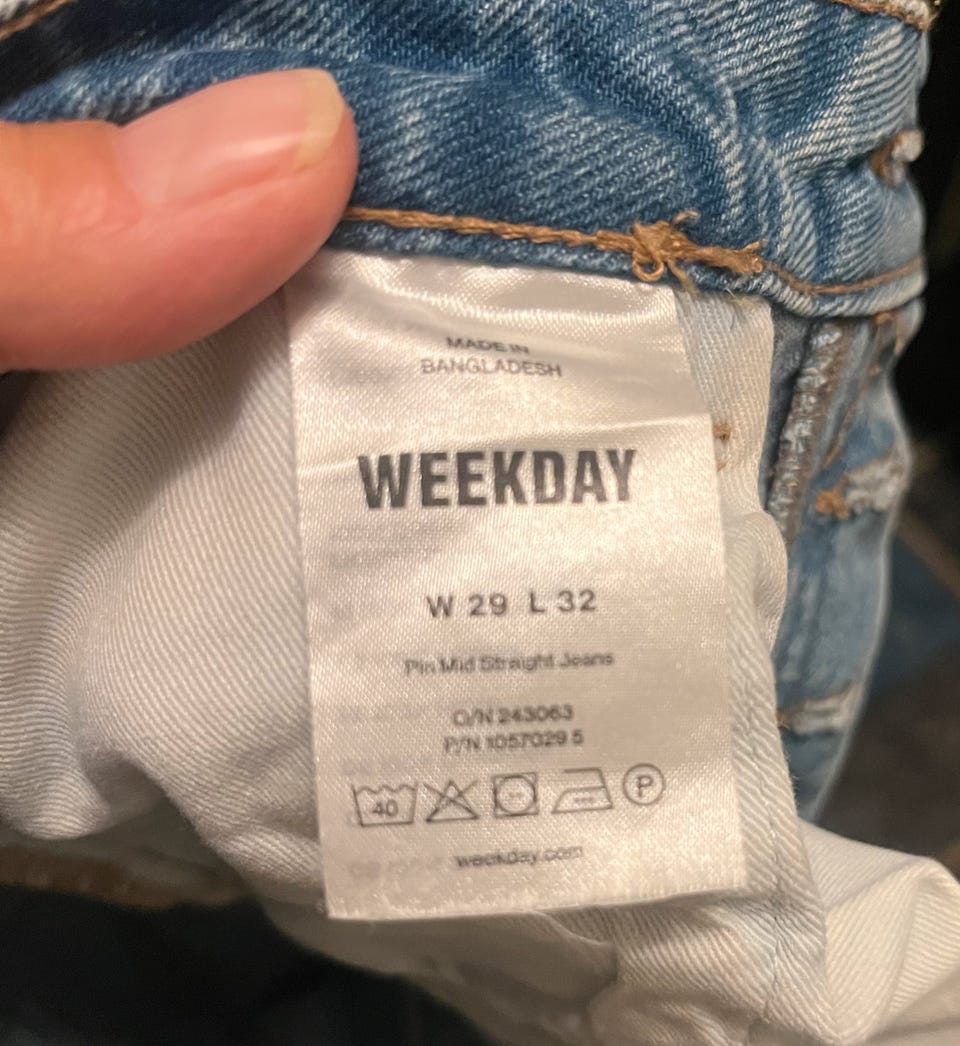 MADE IN
BANGLADESH
WEEKDAY
W 29 L 32
Pin Mid Straight Jeans
O/N 243063
P/N 1057029 5
40 P
weekday.com